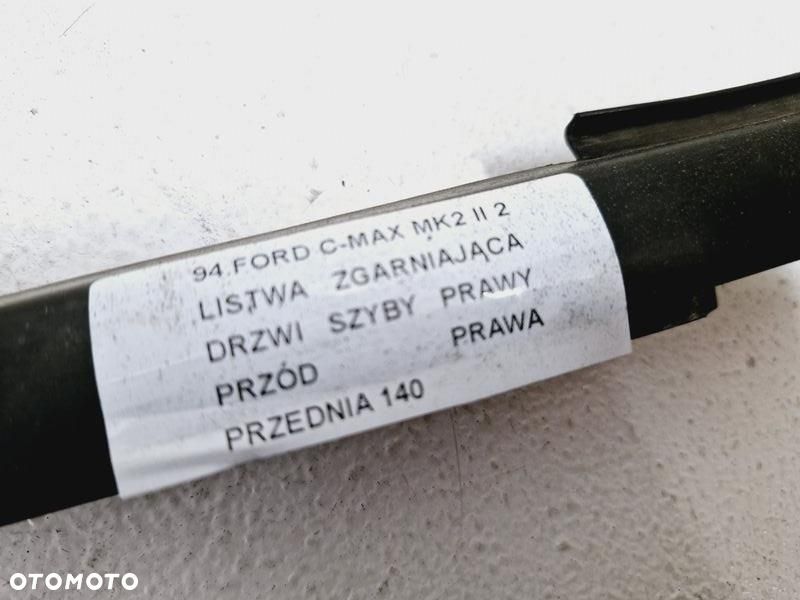 94.FORD C-MAX MK2 II 2
LISTWA ZGARNIAJĄCA
DRZWI SZYBY PRAWY
PRZÓD PRAWA
PRZEDNIA 140
OTOMOTO